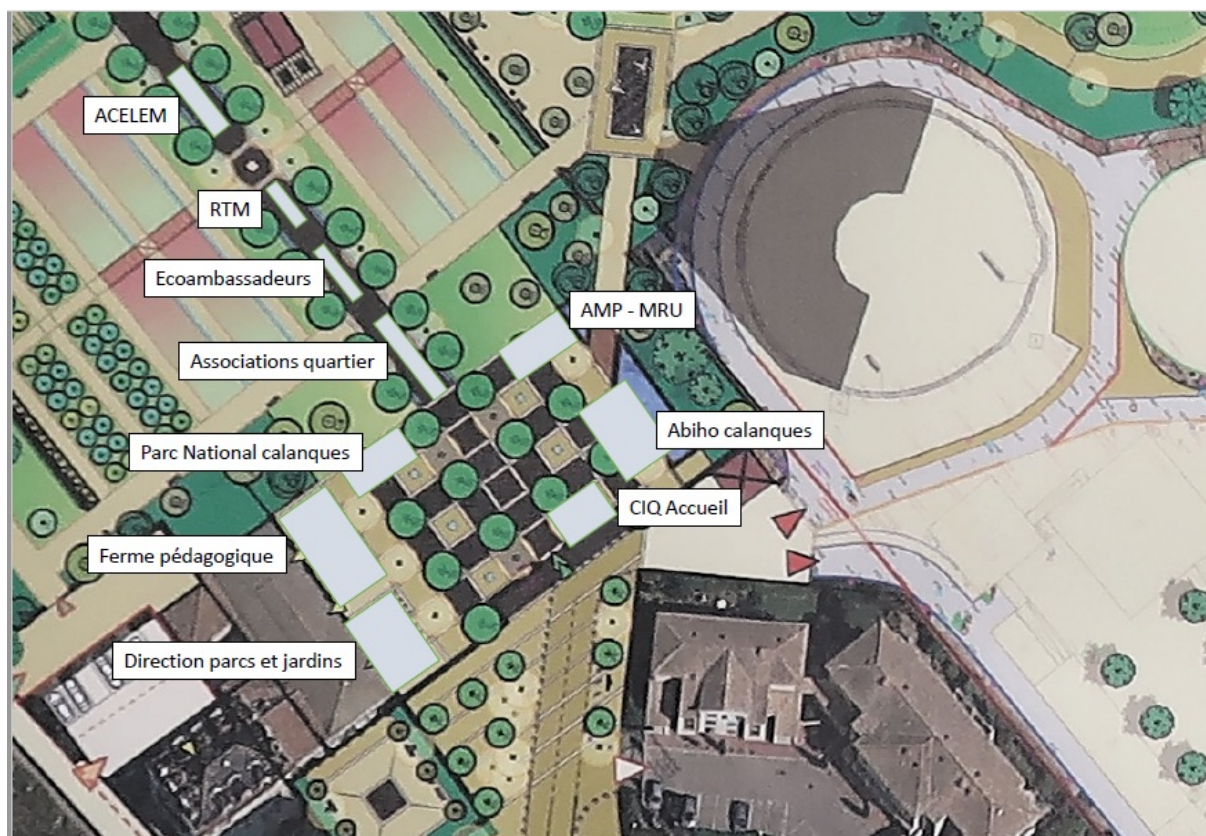 ACELEM
RTM
Ecoambassadeurs
AMP - MRU
Associations quartier
Abiho calanques
Parc National calanques
CIQ Accueil
Ferme pédagogique
Direction parcs et jardins